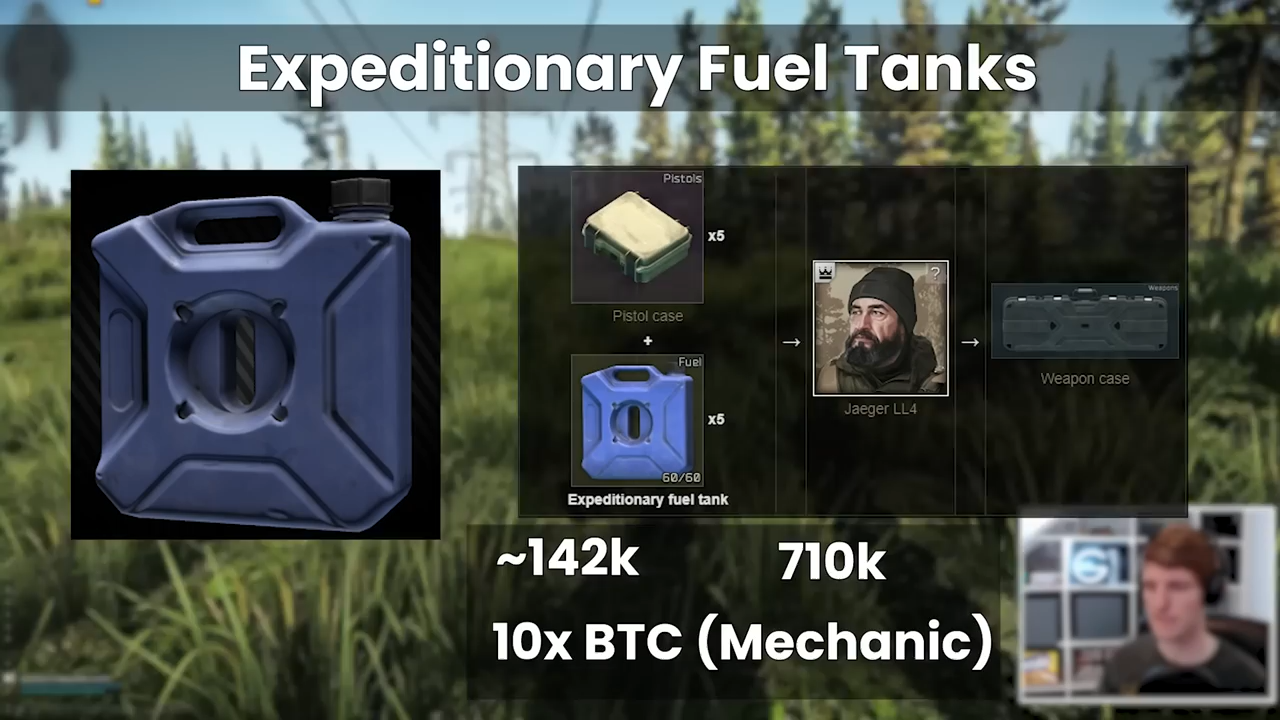 Expeditionary Fuel Tanks
Pistols
x5
Pistol case
+
Fuel
x5
60/60
Expeditionary fuel tank
→
?
Jaeger LL4
→
Weapons
Weapon case
~142k
710k
10x BTC (Mechanic)